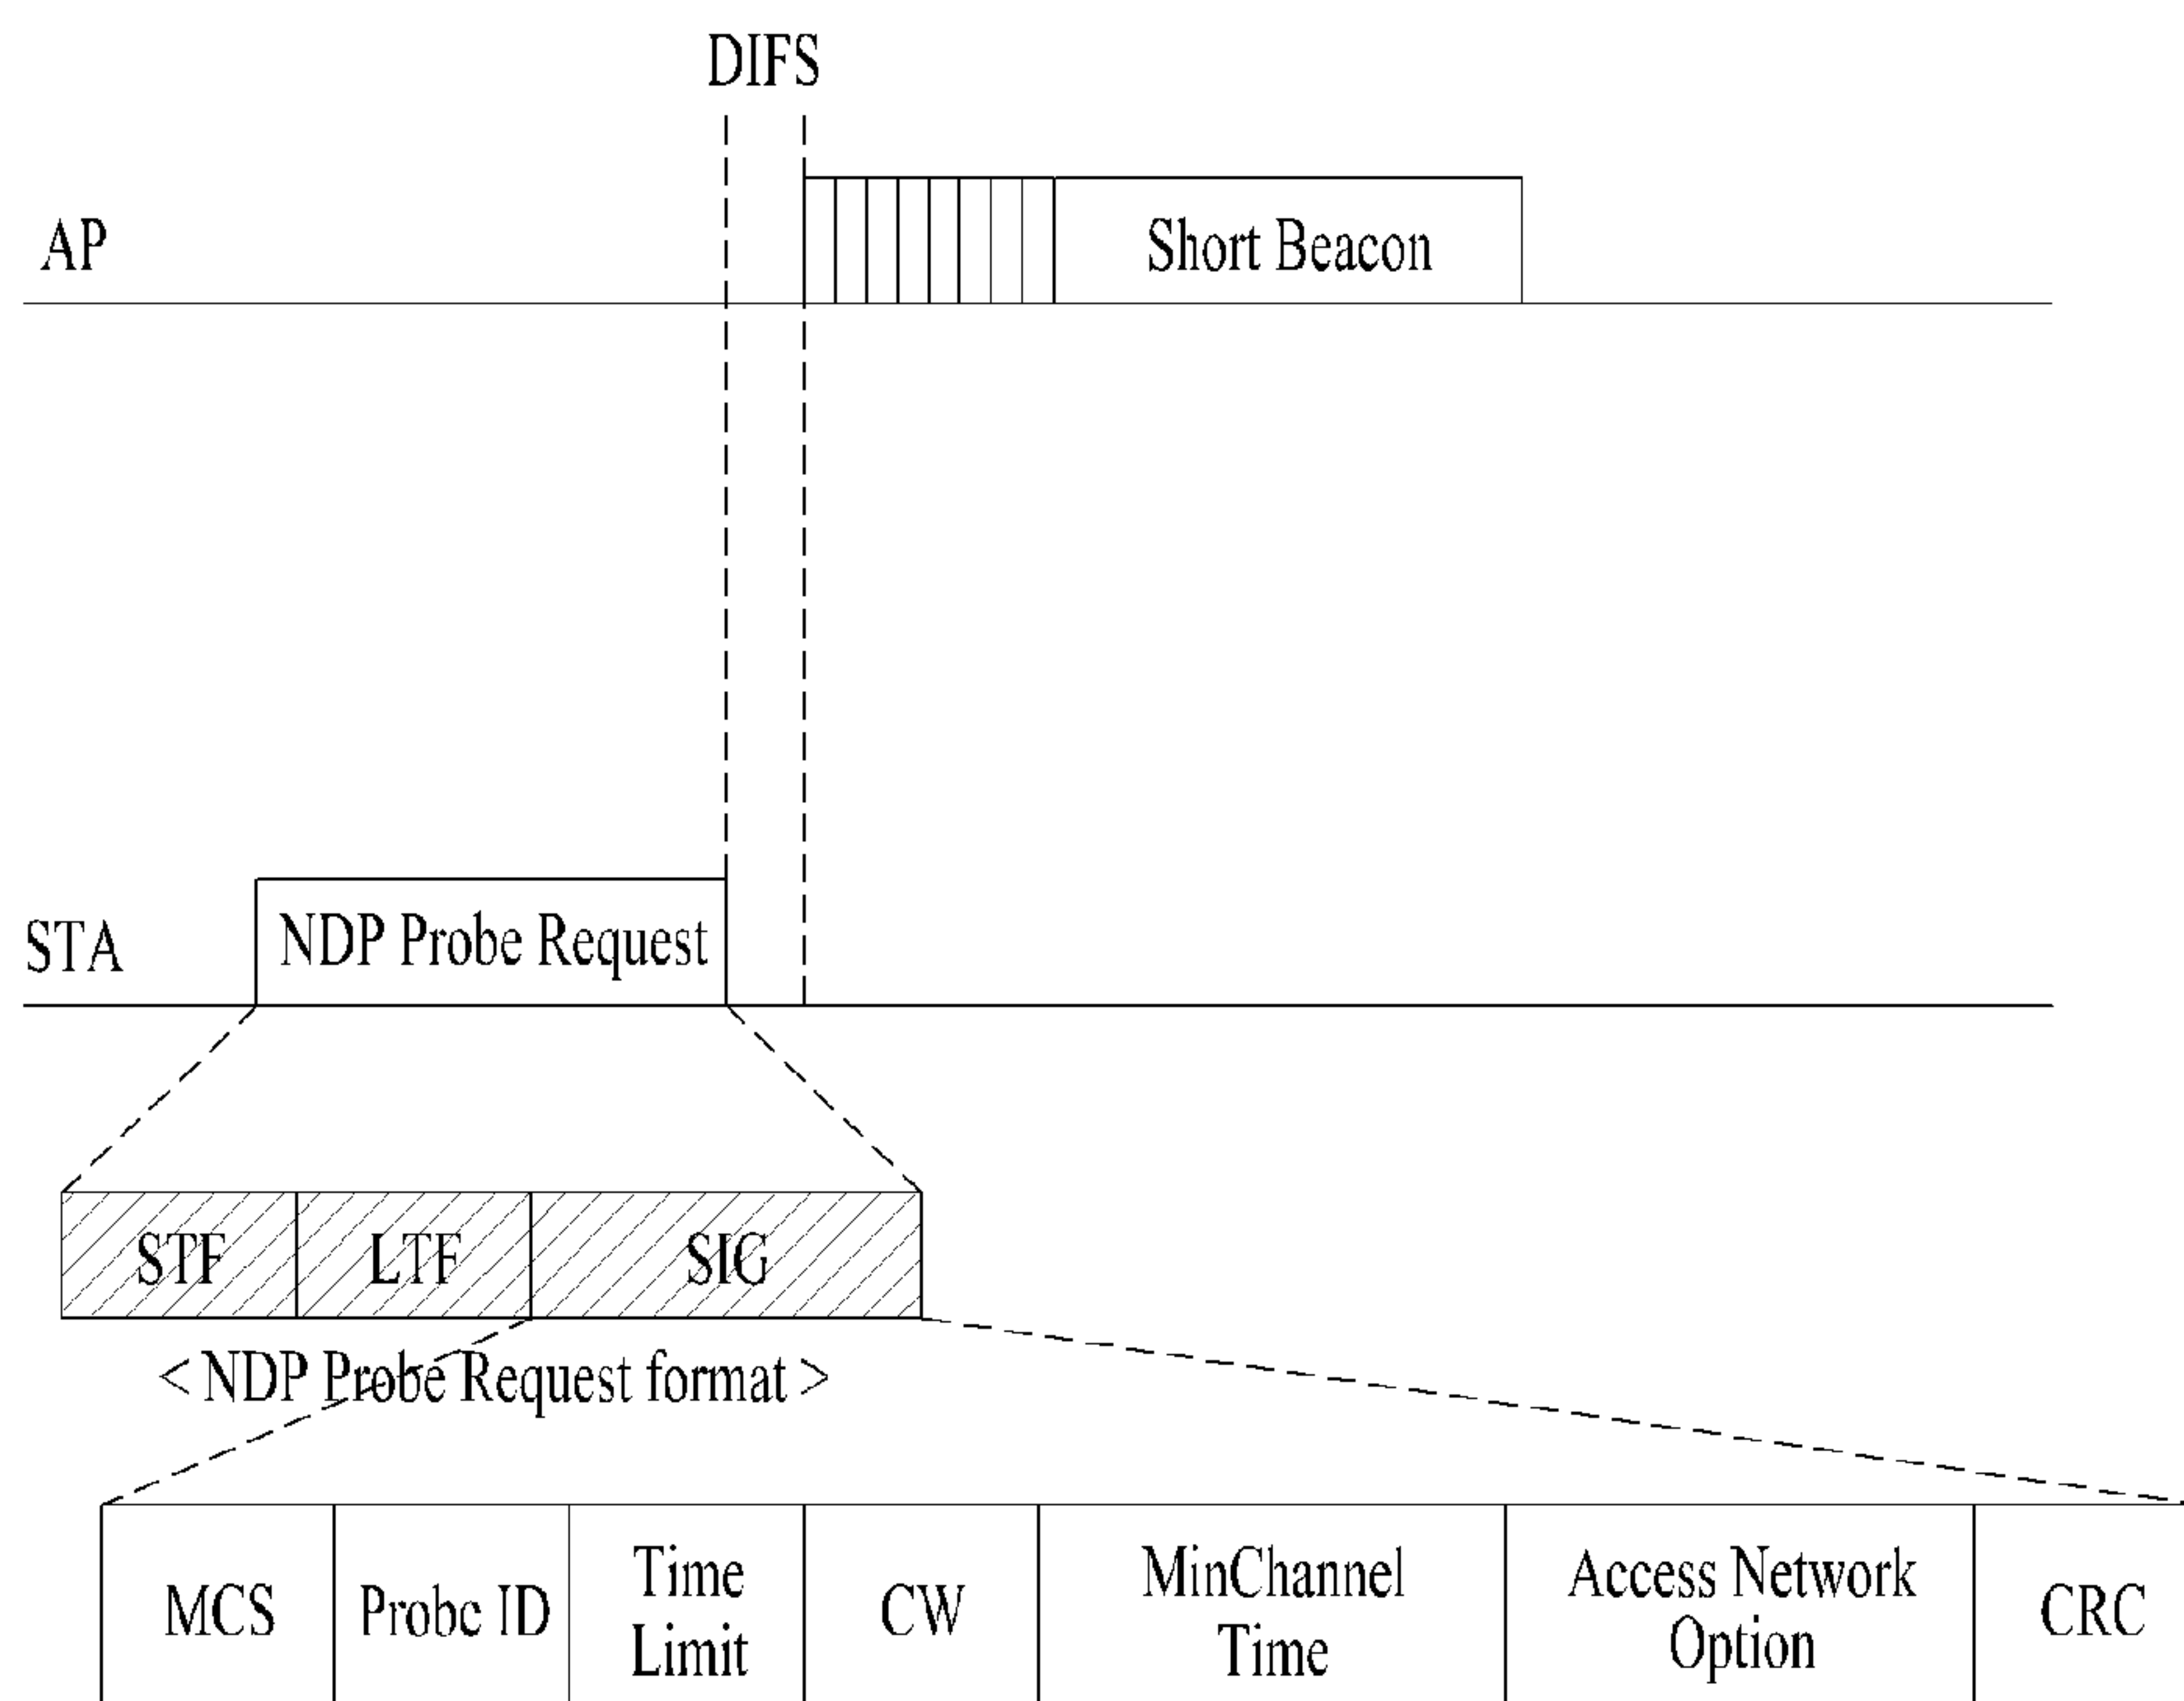 DIFS
AP
Short Beacon
STA
NDP Probe Request
STF
LTF
SIG
< NDP Probe Request format >
MCS
Probe ID
Time
Limit
CW
MinChannel
Time
Access Network
Option
CRC